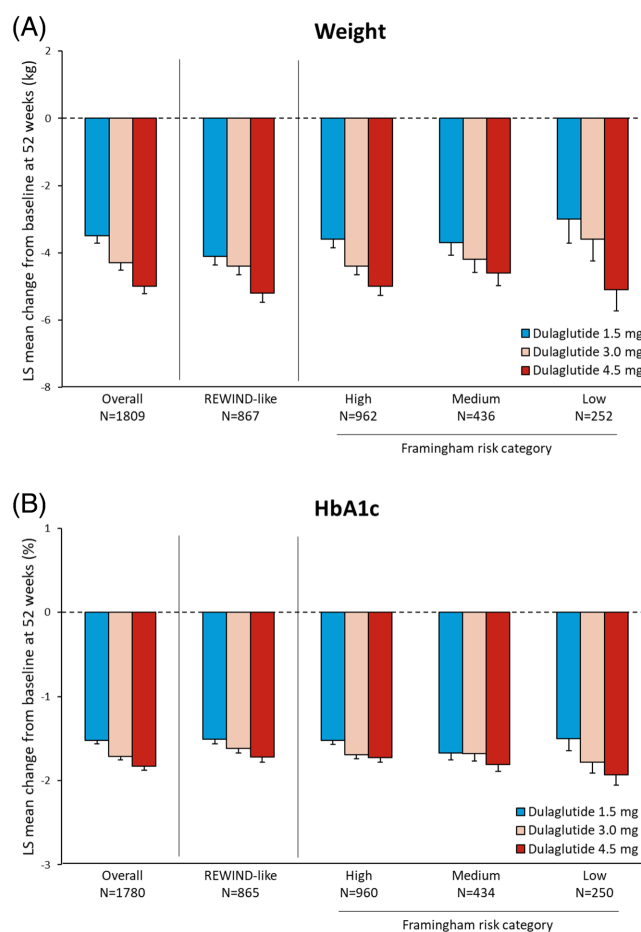 (A)
Weight
LS mean change from baseline at 52 weeks (kg)
2
0
-2
-4
-6
-8
Dulaglutide 1.5 mg
Dulaglutide 3.0 mg
Dulaglutide 4.5 mg
Overall REWIND-like High Medium Low
N=1809 N=867 N=962 N=436 N=252
Framingham risk category
(B)
HbA1c
LS mean change from baseline at 52 weeks (%)
1
0
-1
-2
-3
Dulaglutide 1.5 mg
Dulaglutide 3.0 mg
Dulaglutide 4.5 mg
Overall REWIND-like High Medium Low
N=1780 N=865 N=960 N=434 N=250
Framingham risk category